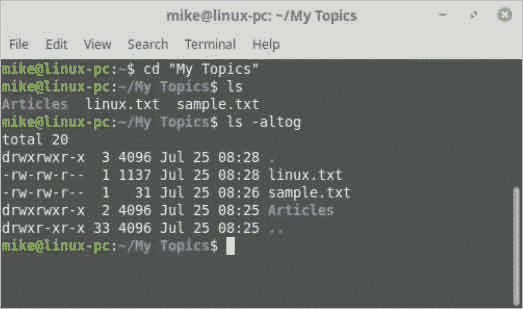 mike@linux-pc: ~/My Topics
File Edit View Search Terminal Help
mike@linux-pc:~$ cd "My Topics"
mike@linux-pc:~/My Topics$ ls
Articles  linux.txt  sample.txt
mike@linux-pc:~/My Topics$ ls -altog
total 20
drwxrwxr-x  3 4096 Jul 25 08:28 .
-rw-rw-r--  1 1137 Jul 25 08:28 linux.txt
-rw-rw-r--  1   31 Jul 25 08:26 sample.txt
drwxrwxr-x  2 4096 Jul 25 08:25 Articles
drwxr-xr-x 33 4096 Jul 25 08:25 ..
mike@linux-pc:~/My Topics$